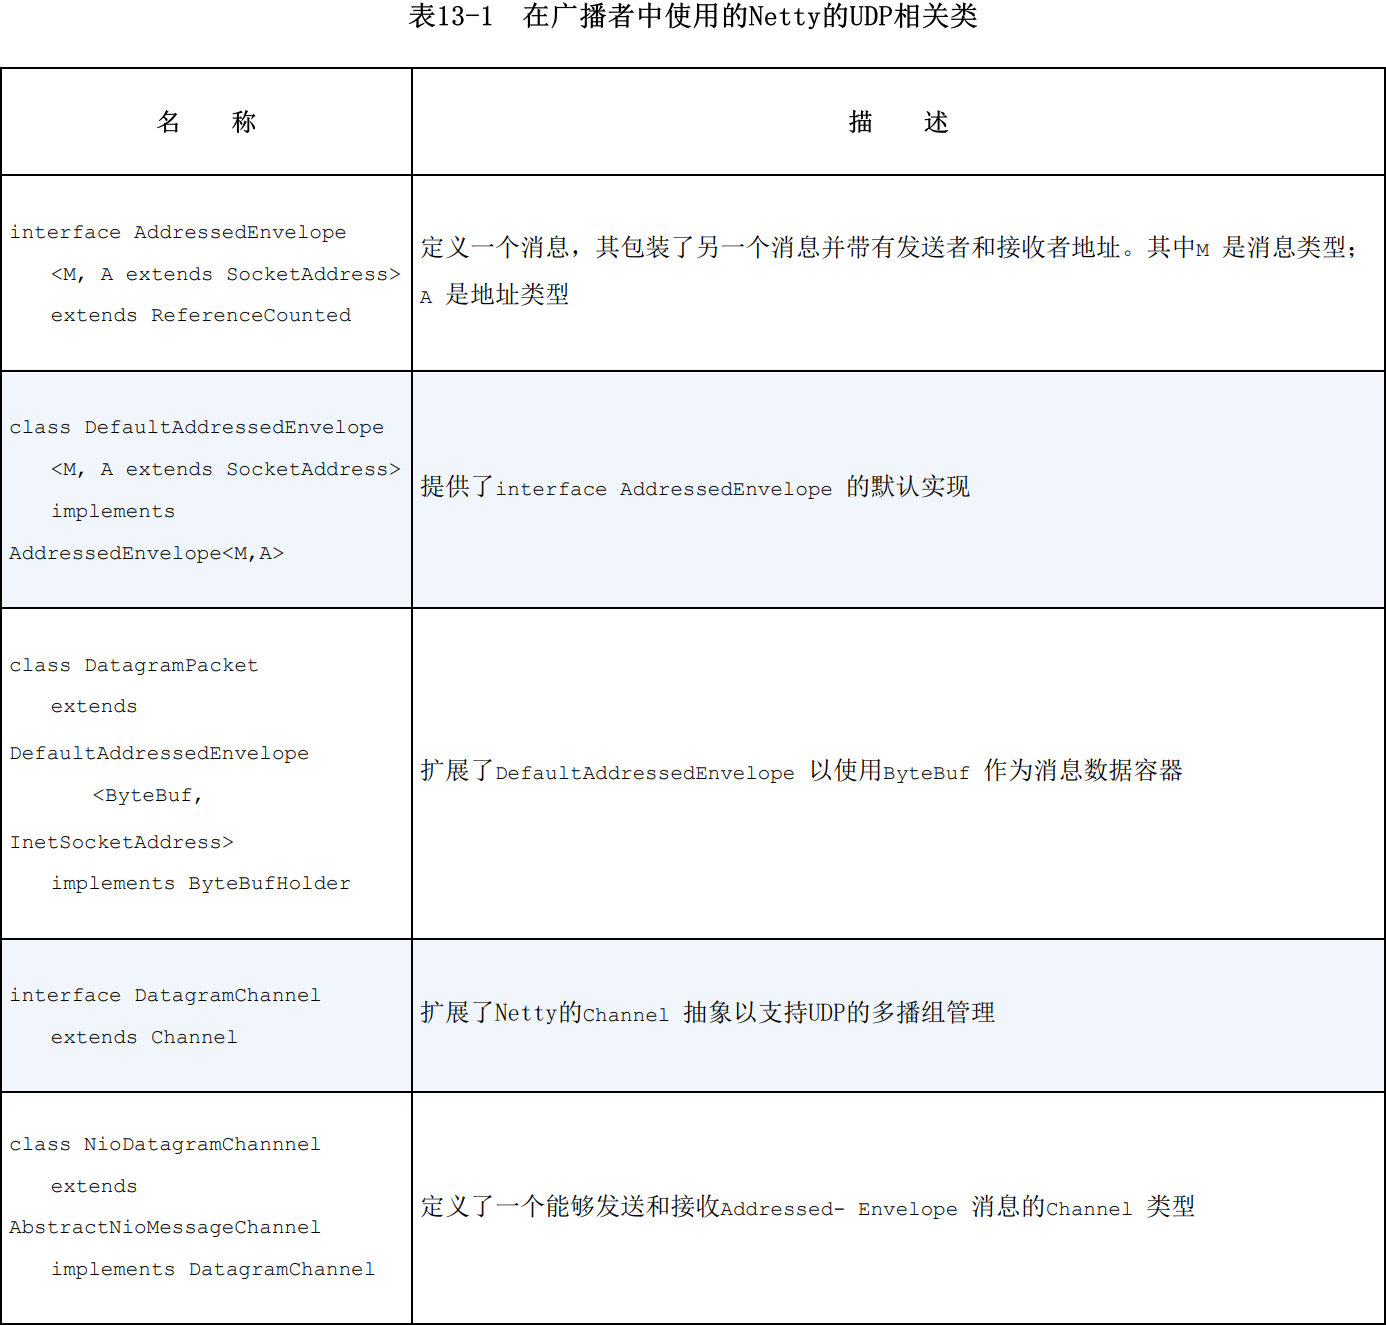 表13-1 在广播者中使用的Netty的UDP相关类
名 称
描 述
interface AddressedEnvelope
<M, A extends SocketAddress>
extends ReferenceCounted
定义一个消息，其包装了另一个消息并带有发送者和接收者地址。其中M 是消息类型；
A 是地址类型
class DefaultAddressedEnvelope
<M, A extends SocketAddress>
implements
AddressedEnvelope<M,A>
提供了interface AddressedEnvelope 的默认实现
class DatagramPacket
extends
DefaultAddressedEnvelope
<ByteBuf,
InetSocketAddress>
implements ByteBufHolder
扩展了DefaultAddressedEnvelope 以使用ByteBuf 作为消息数据容器
interface DatagramChannel
extends Channel
扩展了Netty的Channel 抽象以支持UDP的多播组管理
class NioDatagramChannnel
extends
AbstractNioMessageChannel
implements DatagramChannel
定义了一个能够发送和接收Addressed- Envelope 消息的Channel 类型